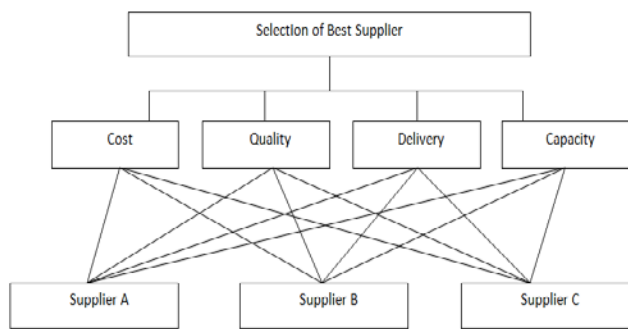 Selection of Best Supplier
Cost
Quality
Delivery
Capacity
Supplier A
Supplier B
Supplier C